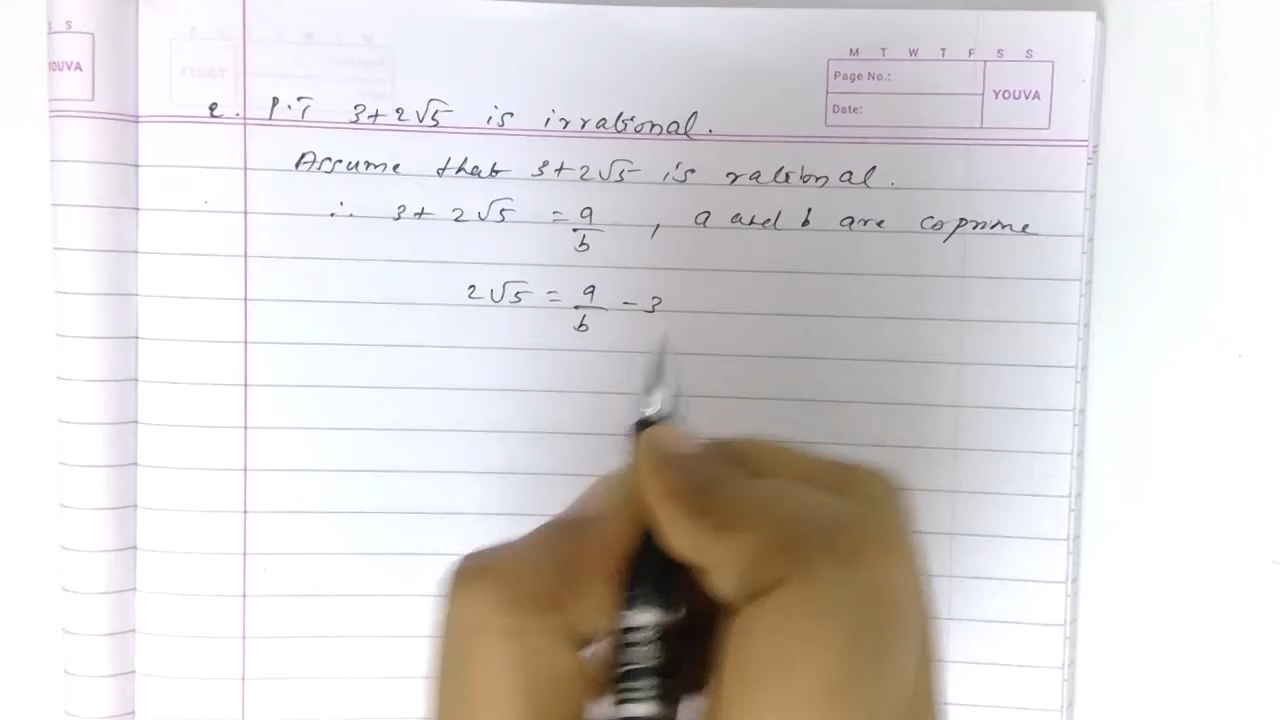 S
OUVA
M T W T F S S
Page No.:
YOUVA
Date:
2. P.T 3+2√5 is irrational.
Assume that 3+2√5 is rational.
∴ 3+ 2√5 = a/b , a and b are coprime
2√5 = a/b - 3